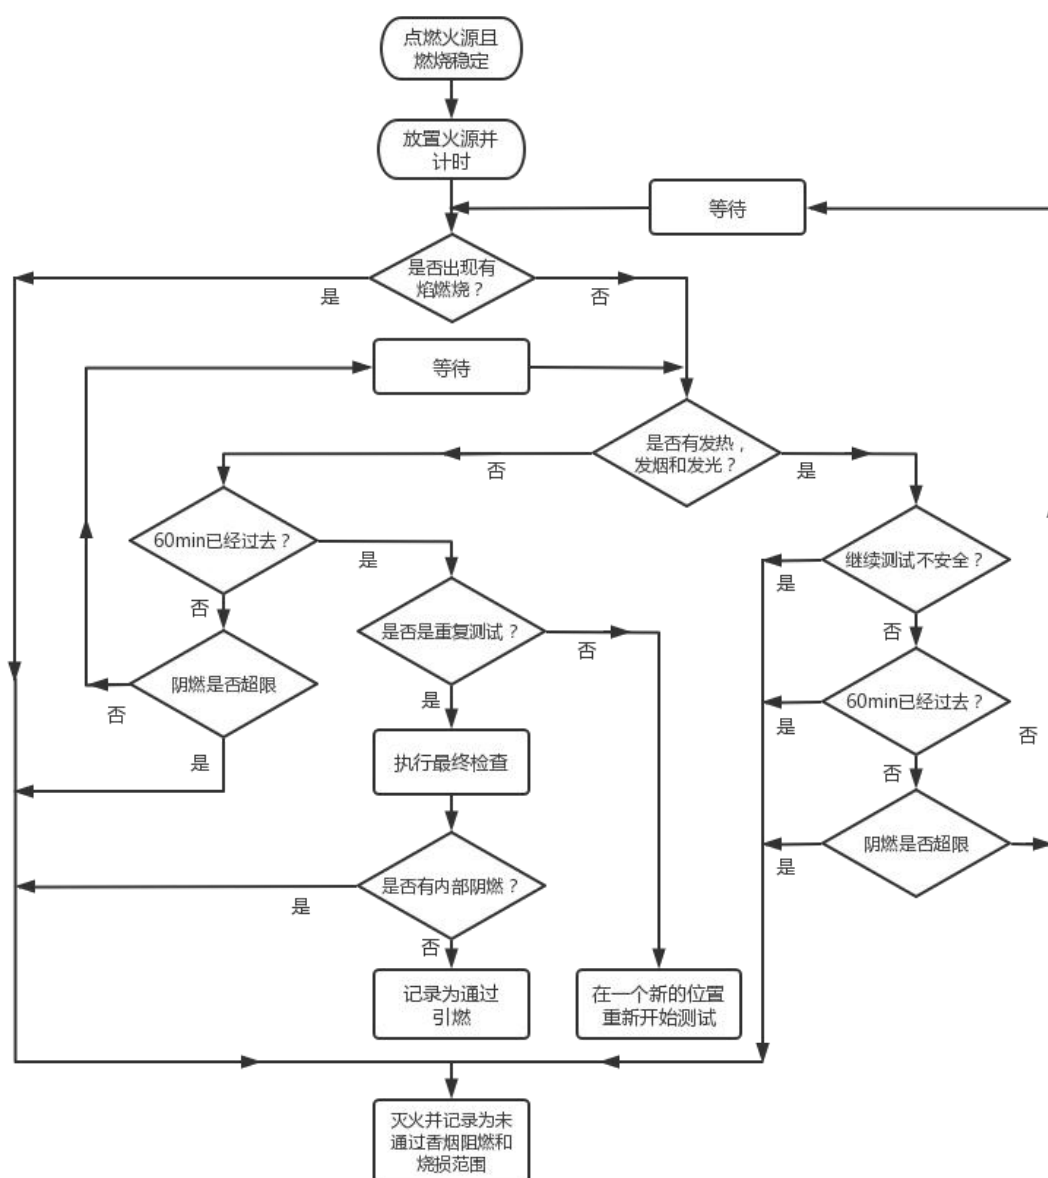 点燃火源且
燃烧稳定
放置火源并
计时
等待
是否出现有
焰燃烧？
是
否
等待
是否有发热，
发烟和发光？
否
是
60min已经过去？
是
继续测试不安全？
是
否
否
是否是重复测试？
否
阴燃是否超限
否
60min已经过去？
是
是
否
是
执行最终检查
否
阴燃是否超限
是
是否有内部阴燃？
是
否
记录为通过
引燃
在一个新的位置
重新开始测试
灭火并记录为未
通过香烟阻燃和
烧损范围